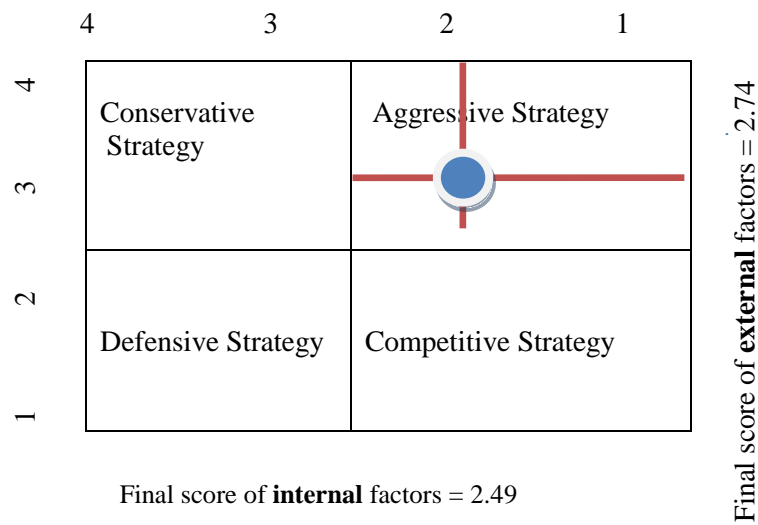 4 3 2 1
4
3
2
1
Conservative
Strategy
Aggressive Strategy
Defensive Strategy
Competitive Strategy
Final score of internal factors = 2.49
Final score of external factors = 2.74